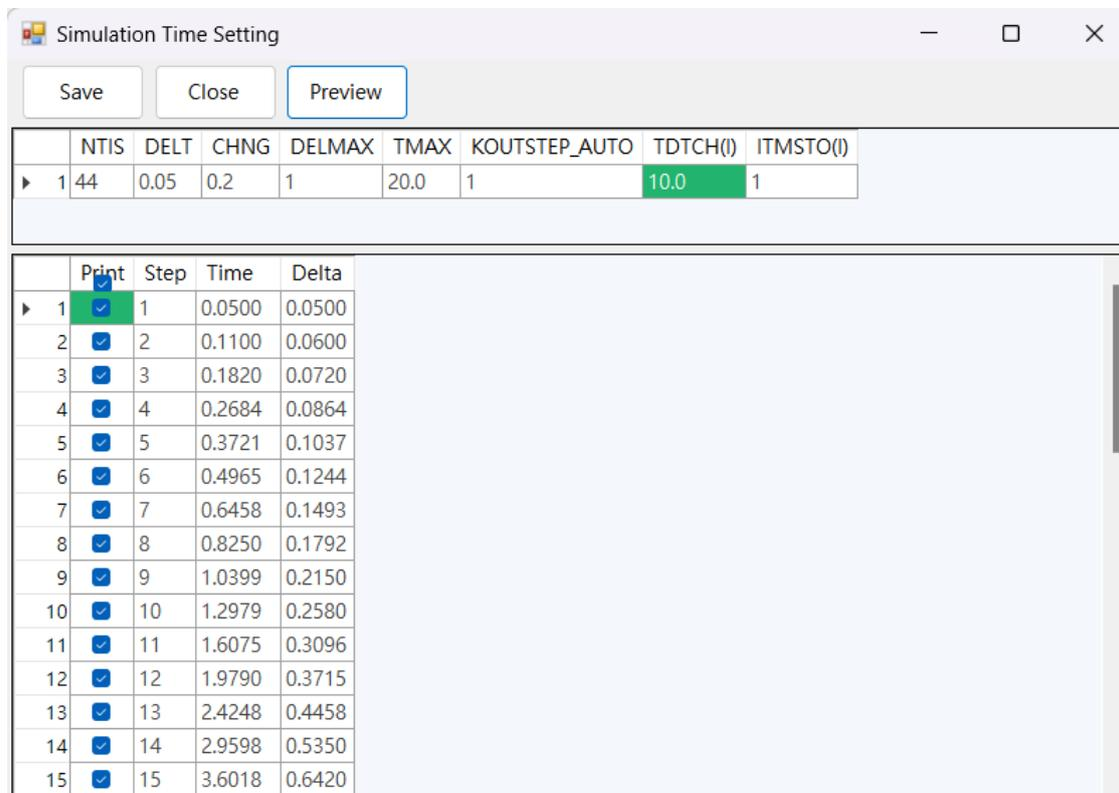 Simulation Time Setting
Save Close Preview
NTIS DELT CHNG DELMAX TMAX KOUTSTEP_AUTO TDTCH(I) ITMSTO(I)
1 44 0.05 0.2 1 20.0 1 10.0 1
Print Step Time Delta
1 1 0.0500 0.0500
2 2 0.1100 0.0600
3 3 0.1820 0.0720
4 4 0.2684 0.0864
5 5 0.3721 0.1037
6 6 0.4965 0.1244
7 7 0.6458 0.1493
8 8 0.8250 0.1792
9 9 1.0399 0.2150
10 10 1.2979 0.2580
11 11 1.6075 0.3096
12 12 1.9790 0.3715
13 13 2.4248 0.4458
14 14 2.9598 0.5350
15 15 3.6018 0.6420